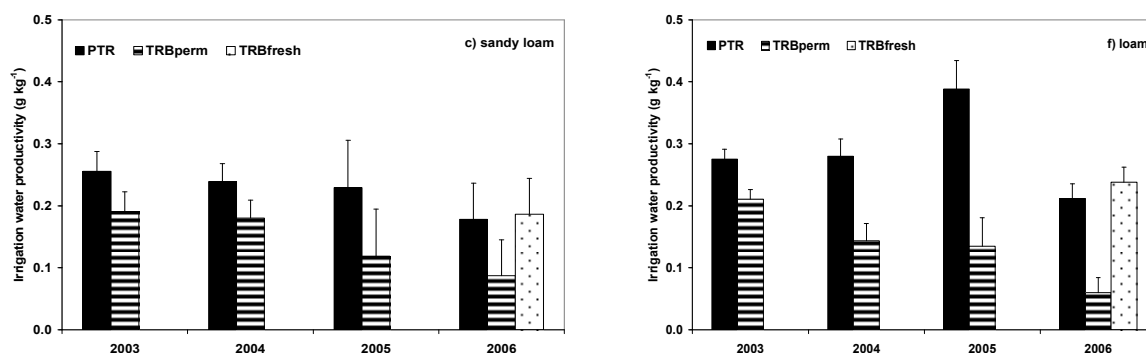 Irrigation water productivity (g kg⁻¹)
0.5
0.4
0.3
0.2
0.1
0.0
PTR TRBperm TRBfresh
c) sandy loam
2003 2004 2005 2006
Irrigation water productivity (g kg⁻¹)
0.5
0.4
0.3
0.2
0.1
0.0
PTR TRBperm TRBfresh
f) loam
2003 2004 2005 2006